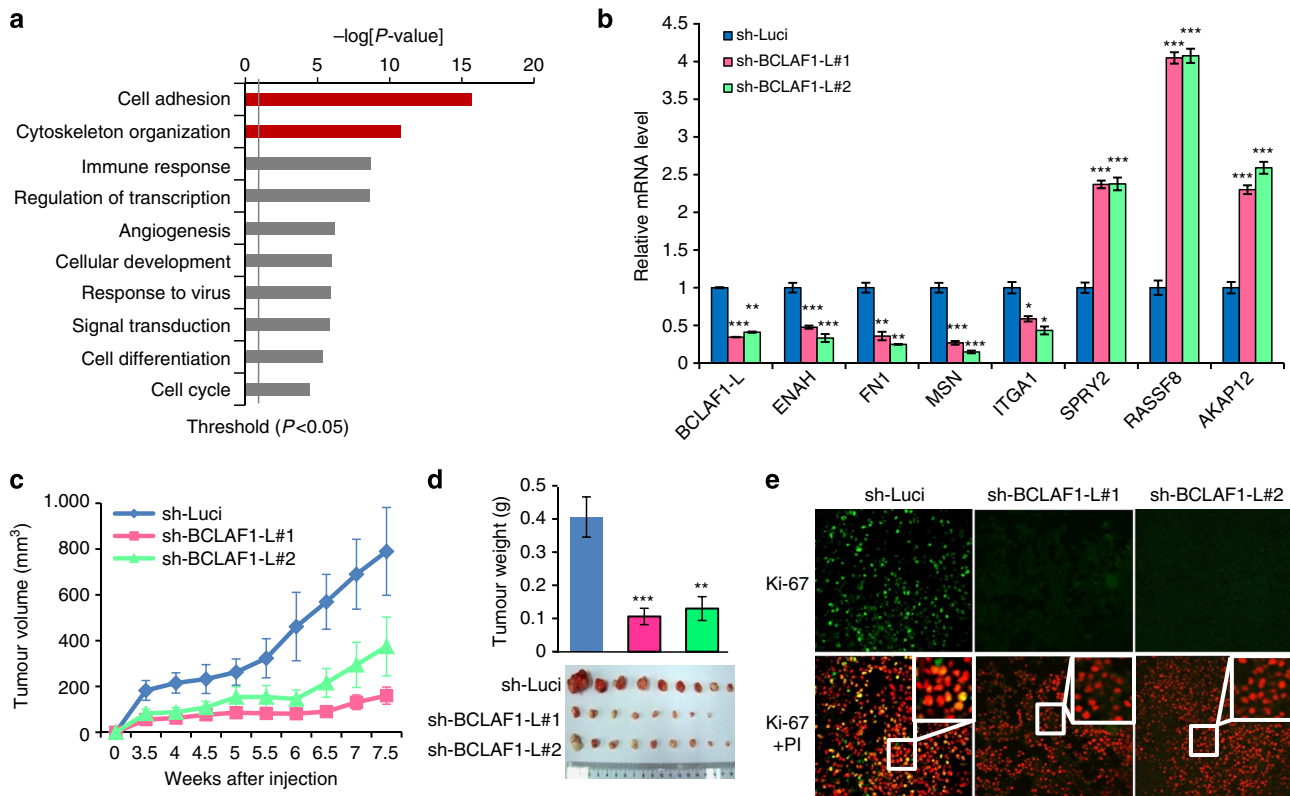 a
–log[P-value]
0 5 10 15 20
Cell adhesion
Cytoskeleton organization
Immune response
Regulation of transcription
Angiogenesis
Cellular development
Response to virus
Signal transduction
Cell differentiation
Cell cycle
Threshold (P<0.05)
b
Relative mRNA level
4.5
4
3.5
3
2.5
2
1.5
1
0.5
0
sh-Luci
sh-BCLAF1-L#1
sh-BCLAF1-L#2
*** **
*** ***
** **
*** ***
* *
*** ***
*** ***
*** ***
BCLAF1-L ENAH FN1 MSN ITGA1 SPRY2 RASSF8 AKAP12
c
Tumour volume (mm3)
1.000
800
600
400
200
0
sh-Luci
sh-BCLAF1-L#1
sh-BCLAF1-L#2
0 3.5 4 4.5 5 5.5 6 6.5 7 7.5
Weeks after injection
d
Tumour weight (g)
0.5
0.4
0.3
0.2
0.1
0
*** **
sh-Luci
sh-BCLAF1-L#1
sh-BCLAF1-L#2
e
sh-Luci sh-BCLAF1-L#1 sh-BCLAF1-L#2
Ki-67
Ki-67
+PI